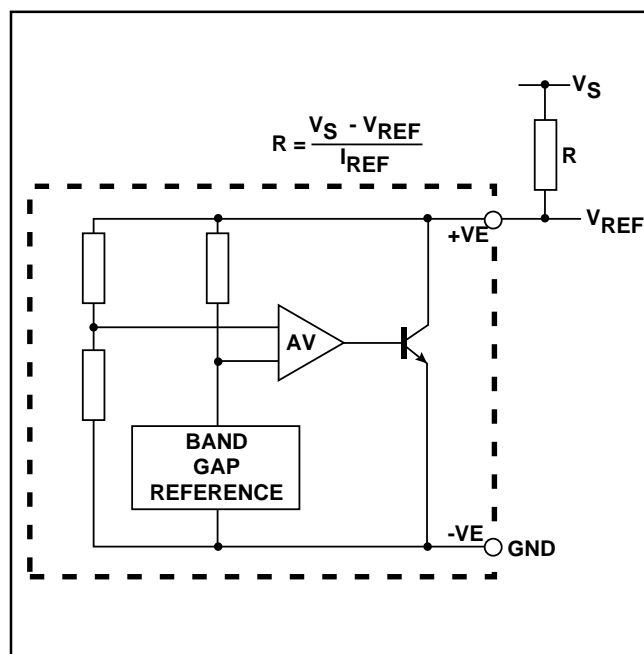 V_S
R = (V_S - V_REF) / I_REF
R
+VE
V_REF
AV
BAND
GAP
REFERENCE
-VE
GND